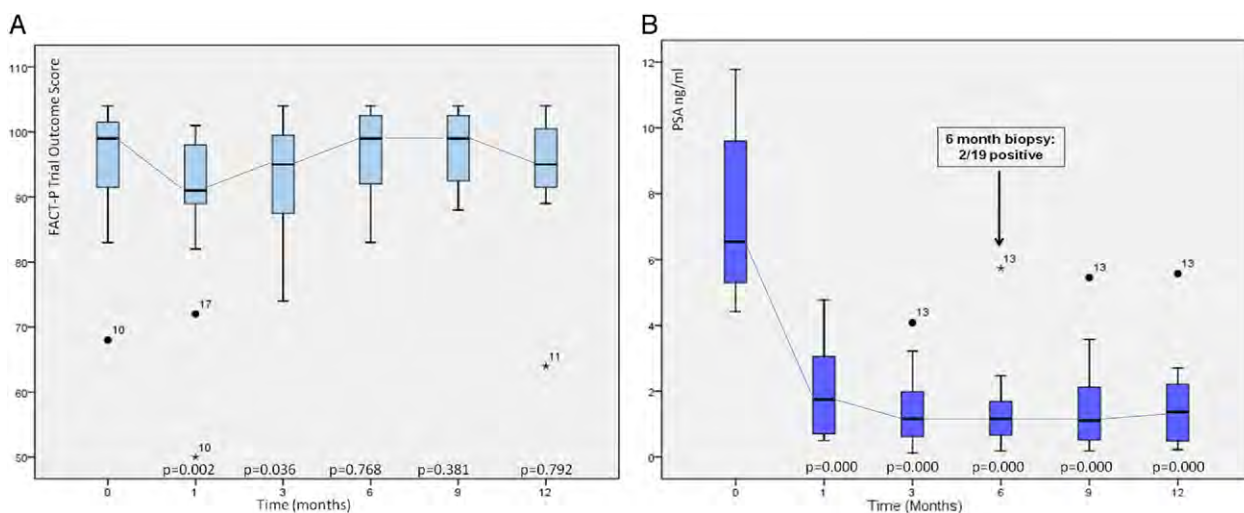 A
FACT-P Trial Outcome Score
110
100
90
80
70
60
50
10
17
10
11
p=0.002 p=0.036 p=0.768 p=0.381 p=0.792
0 1 3 6 9 12
Time (months)
B
PSA ng/ml
12
10
8
6
4
2
0
6 month biopsy:
2/19 positive
13
13
13
13
p=0.000 p=0.000 p=0.000 p=0.000 p=0.000
0 1 3 6 9 12
Time (Months)